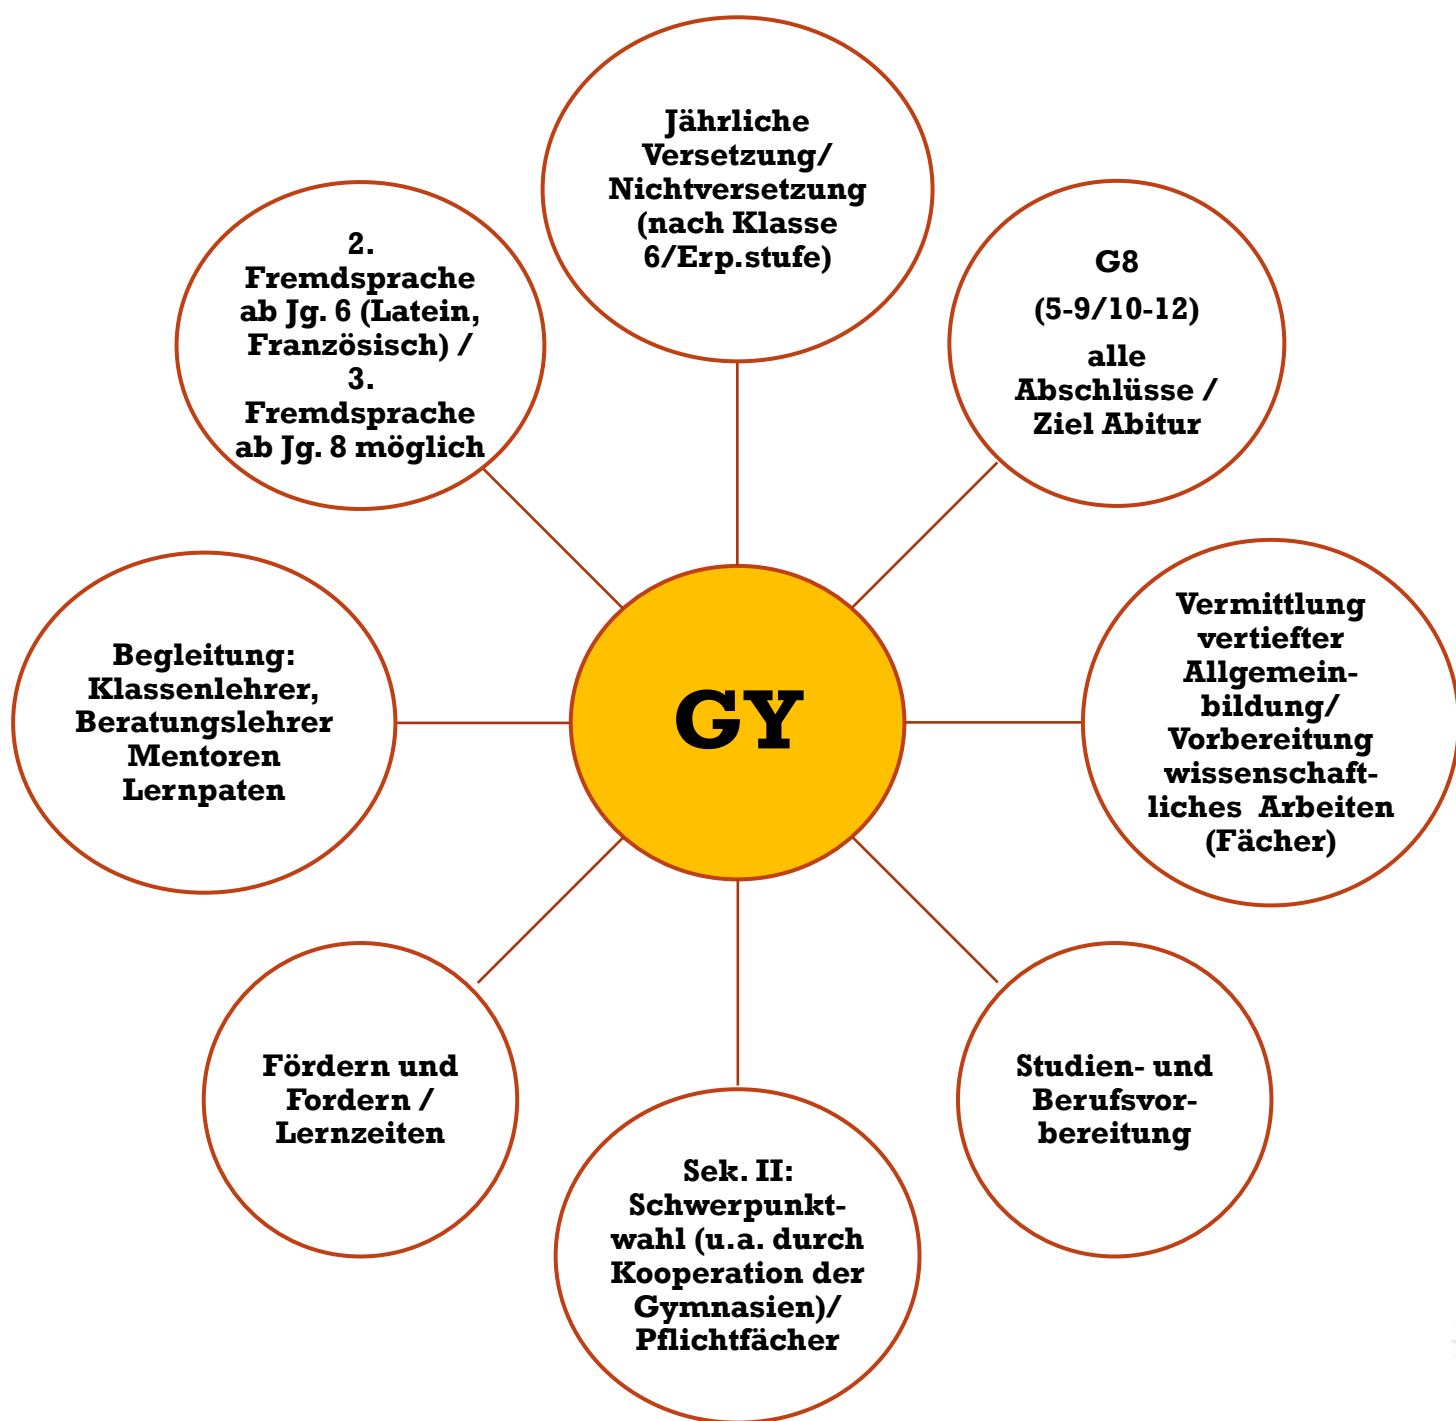 Jährliche
Versetzung/
Nichtversetzung
(nach Klasse
6/Erp.stufe)
G8
(5-9/10-12)
alle
Abschlüsse /
Ziel Abitur
Vermittlung
vertiefter
Allgemein-
bildung/
Vorbereitung
wissenschaft-
liches Arbeiten
(Fächer)
Studien- und
Berufsvor-
bereitung
Sek. II:
Schwerpunkt-
wahl (u.a. durch
Kooperation der
Gymnasien)/
Pflichtfächer
Fördern und
Fordern /
Lernzeiten
Begleitung:
Klassenlehrer,
Beratungslehrer
Mentoren
Lernpaten
2.
Fremdsprache
ab Jg. 6 (Latein,
Französisch) /
3.
Fremdsprache
ab Jg. 8 möglich
GY